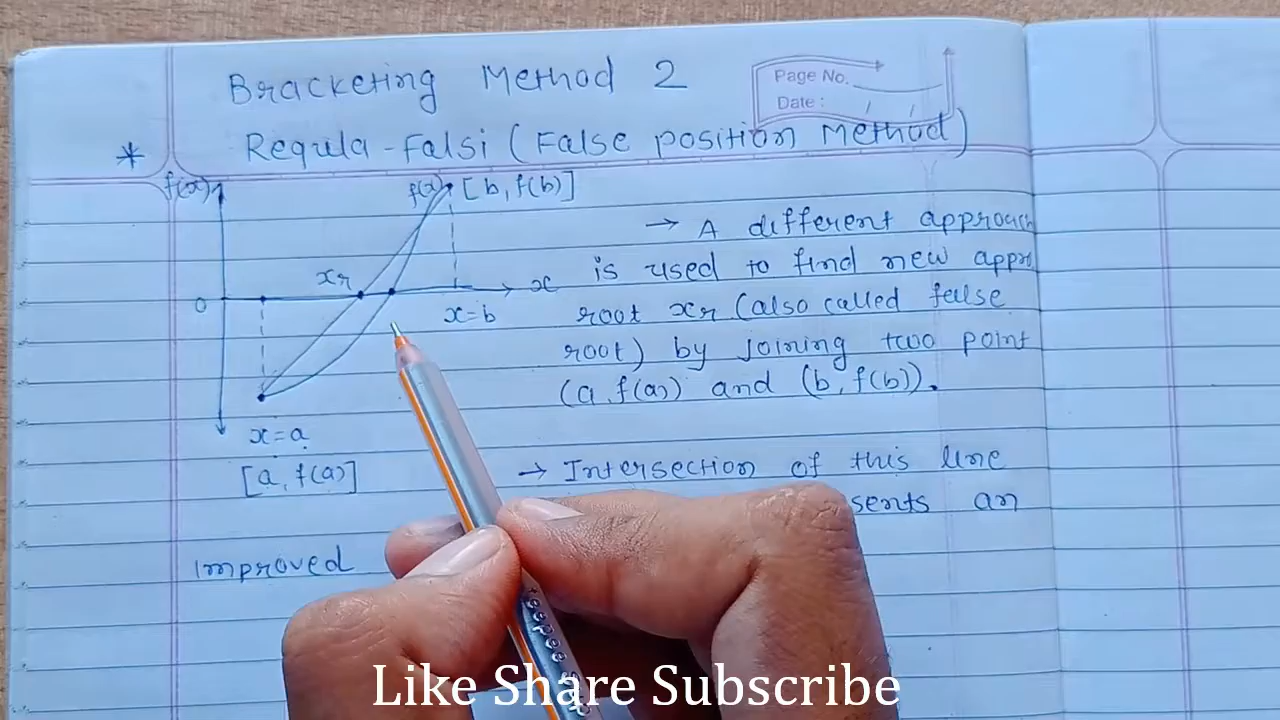 Bracketing Method 2
Page No.
Date :
* Regula-Falsi (False position Method)
f(x)
f(x) [b, f(b)]
→ A different approach
xr
x
is used to find new appro
0
x=b
root xr (also called false
root) by joining two point
(a, f(a)) and (b, f(b)).
x=a
[a, f(a)]
→ Intersection of this line
sents an
improved
Like Share Subscribe